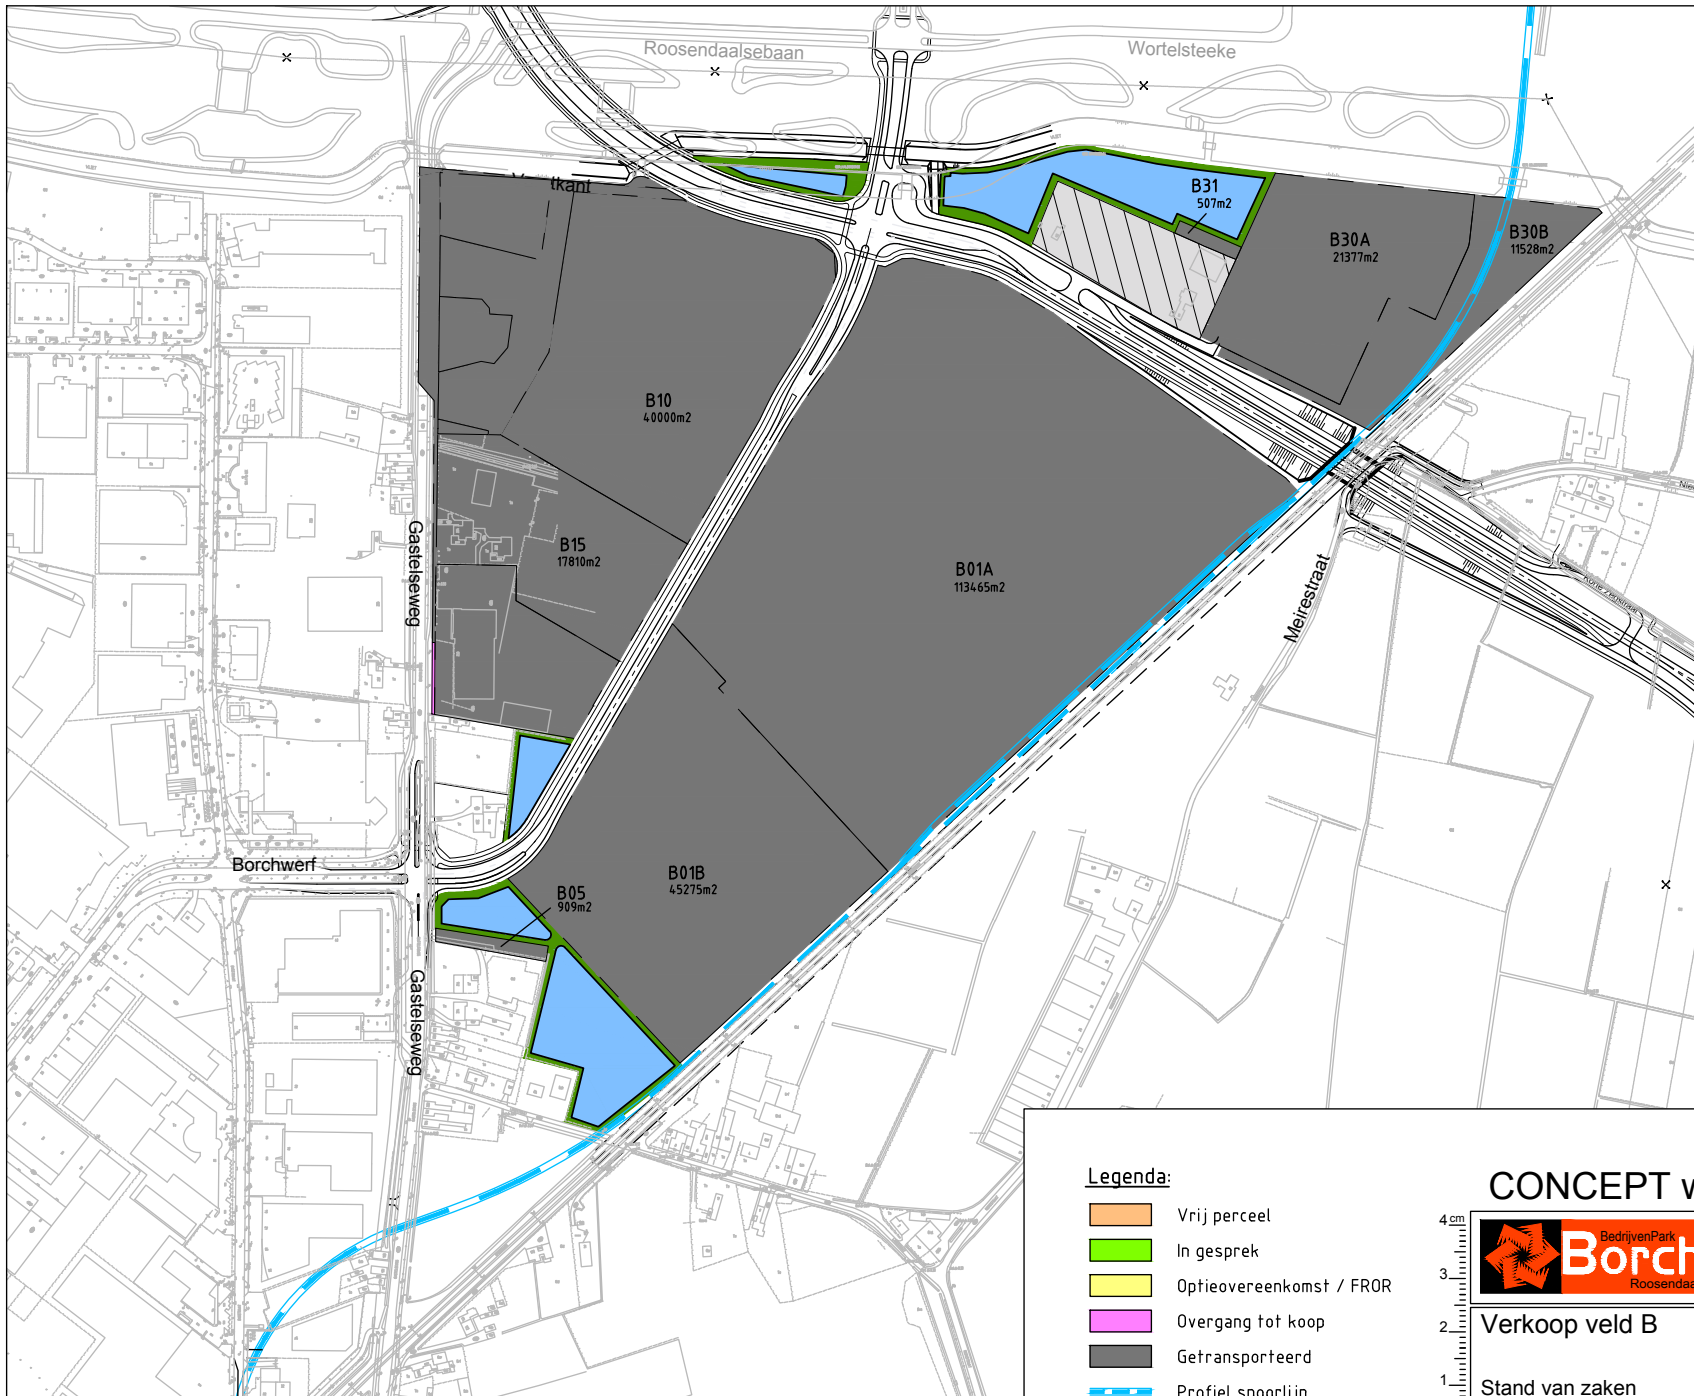 Roosendaalsebaan
Wortelsteeke
B31
507m2
B30A
21377m2
B30B
11528m2
B10
40000m2
B15
17810m2
B01A
113465m2
Gastelseweg
Meirestraat
Borchwerf
B05
909m2
B01B
45275m2
Gastelseweg
Legenda:
Vrij perceel
In gesprek
Optieovereenkomst / FROR
Overgang tot koop
Getransporteerd
Profiel spoorlijn
4 cm
3
2
1
CONCEPT
BedrijvenPark
Borch
Roosendaa
Verkoop veld B
Stand van zaken